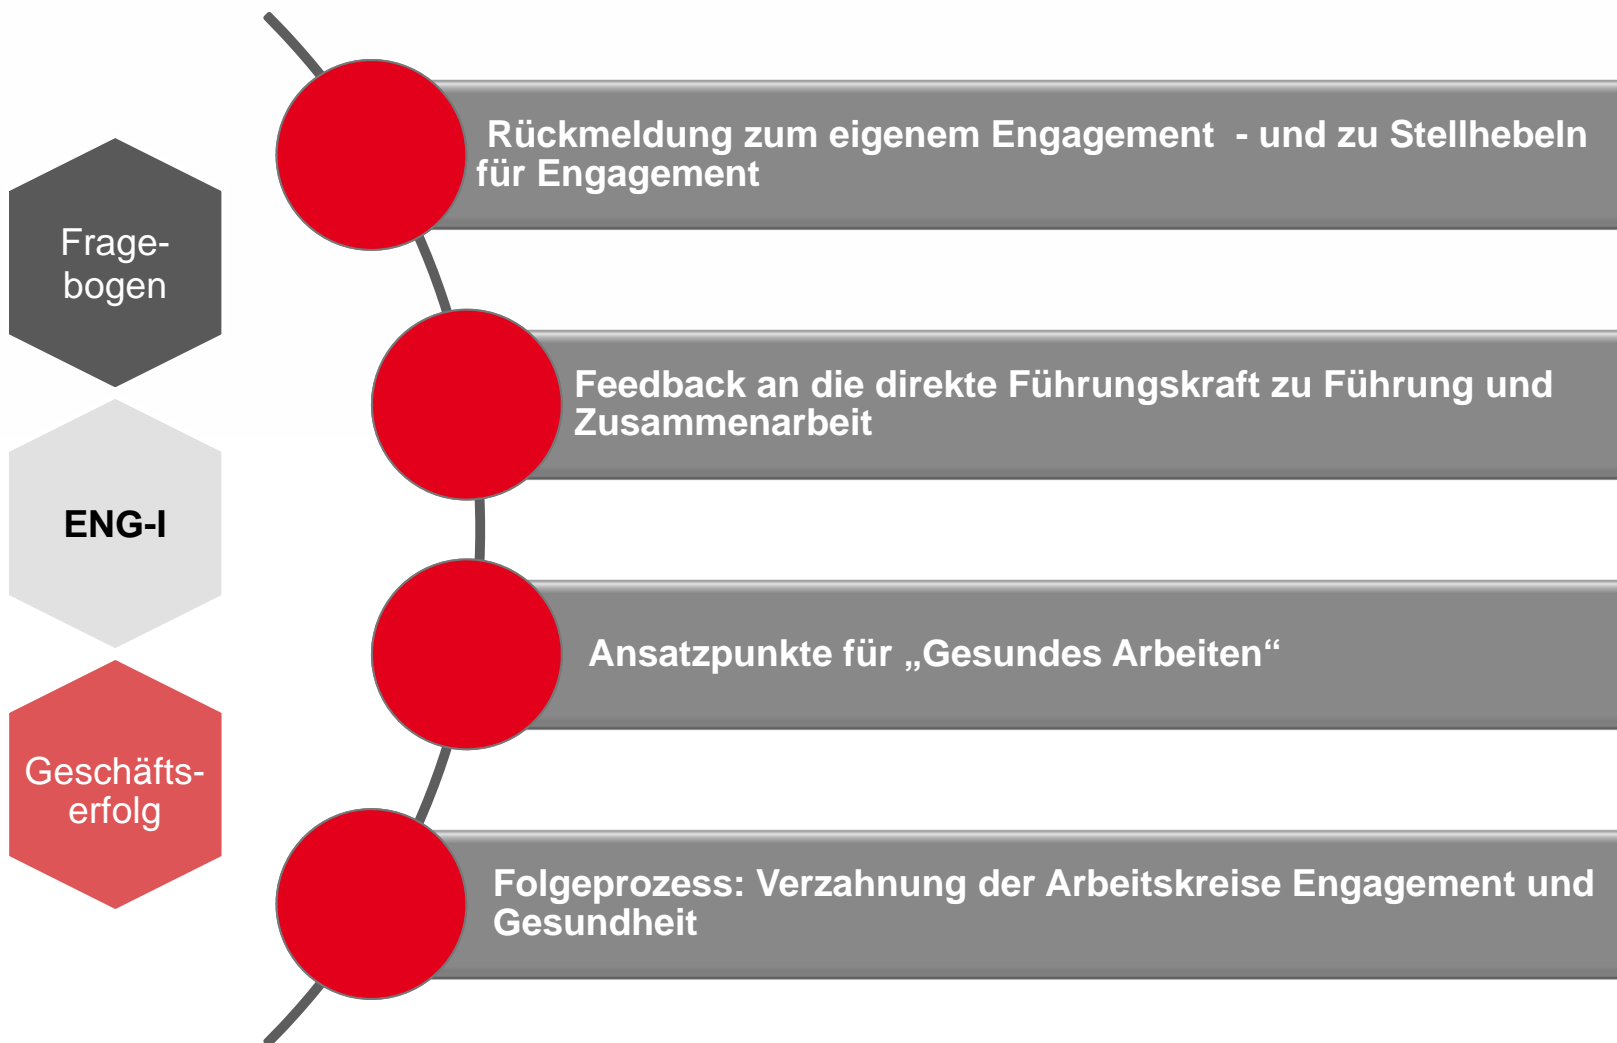 Frage-
bogen
ENG-I
Geschäfts-
erfolg
Rückmeldung zum eigenem Engagement  - und zu Stellhebeln
für Engagement
Feedback an die direkte Führungskraft zu Führung und
Zusammenarbeit
Ansatzpunkte für „Gesundes Arbeiten“
Folgeprozess: Verzahnung der Arbeitskreise Engagement und
Gesundheit